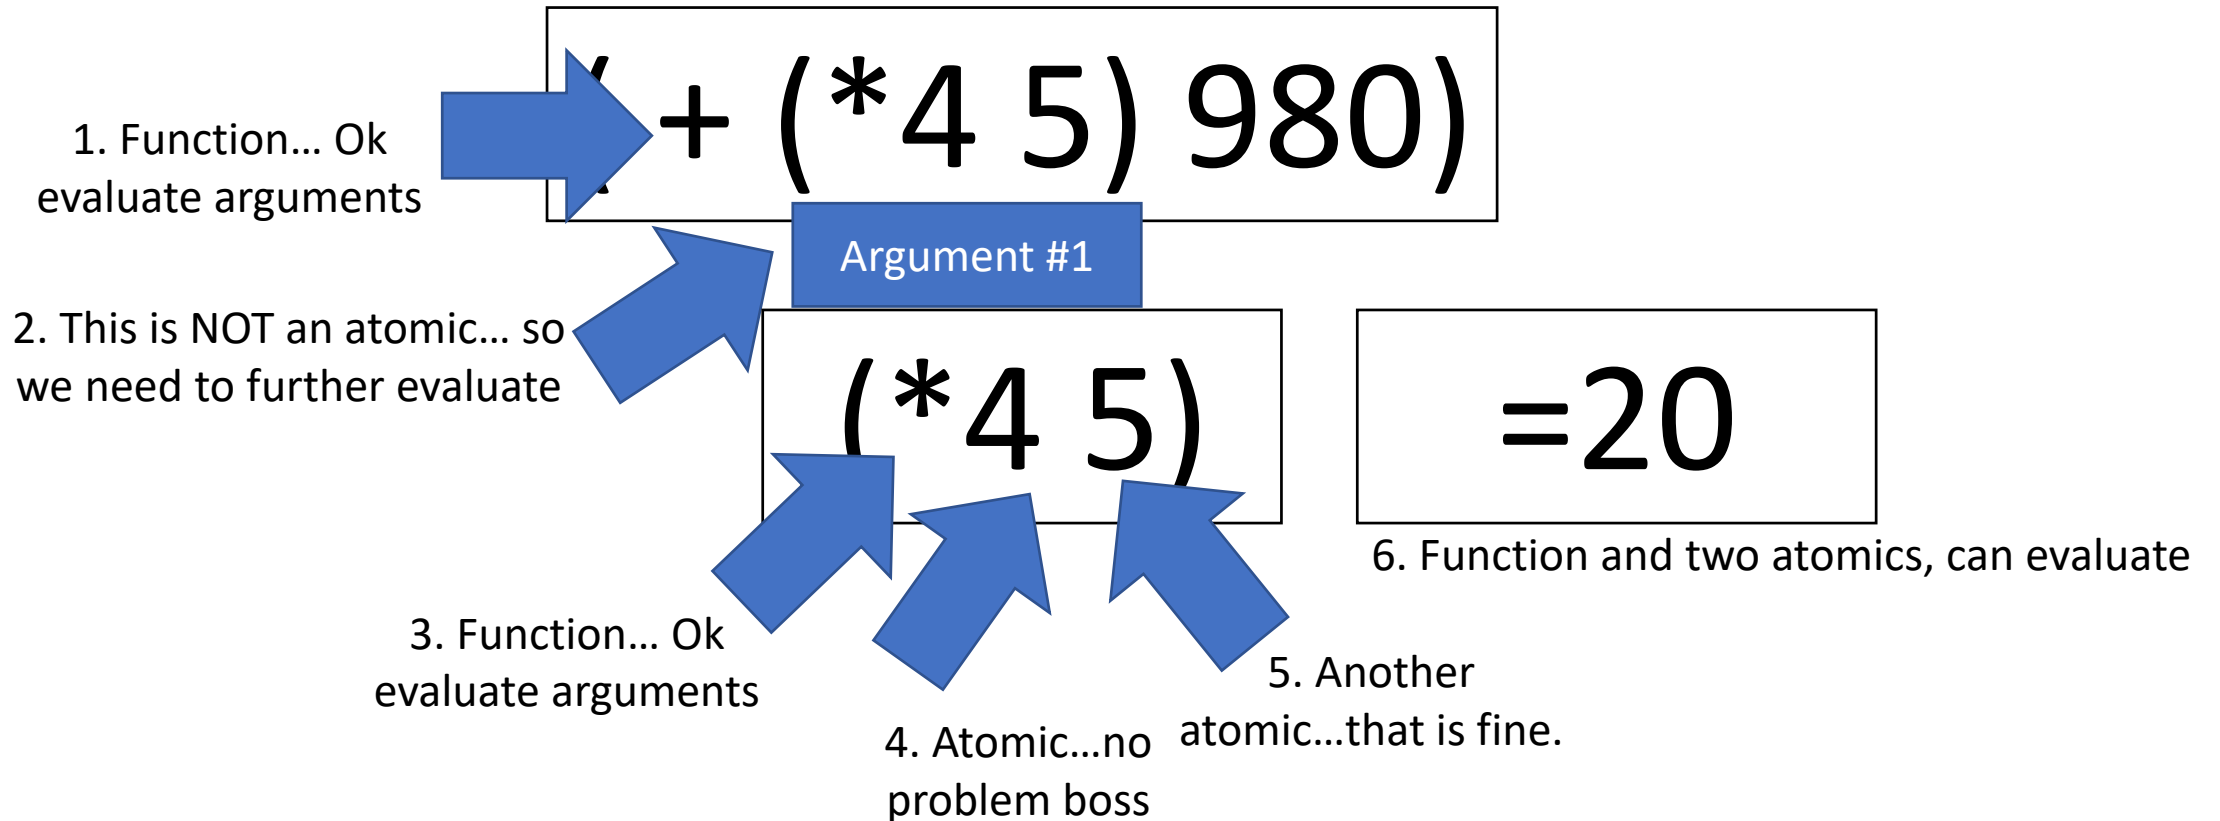 ( + (*4 5) 980)
1. Function... Ok
evaluate arguments
Argument #1
2. This is NOT an atomic... so
we need to further evaluate
(*4 5)
=20
6. Function and two atomics, can evaluate
3. Function... Ok
evaluate arguments
4. Atomic...no
problem boss
5. Another
atomic...that is fine.